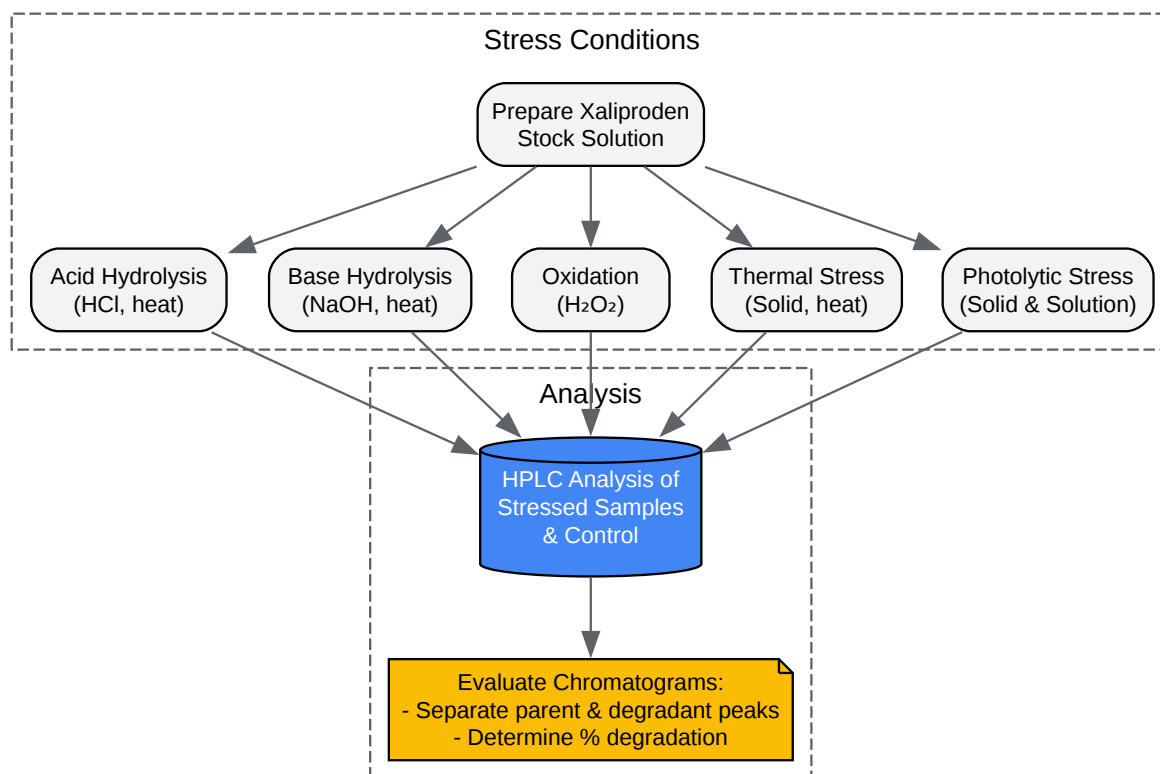 Stress Conditions
Prepare Xaliproden
Stock Solution
Acid Hydrolysis
(HCl, heat)
Base Hydrolysis
(NaOH, heat)
Oxidation
(H₂O₂)
Thermal Stress
(Solid, heat)
Photolytic Stress
(Solid & Solution)
Analysis
HPLC Analysis of
Stressed Samples
& Control
Evaluate Chromatograms:
- Separate parent & degradant peaks
- Determine % degradation